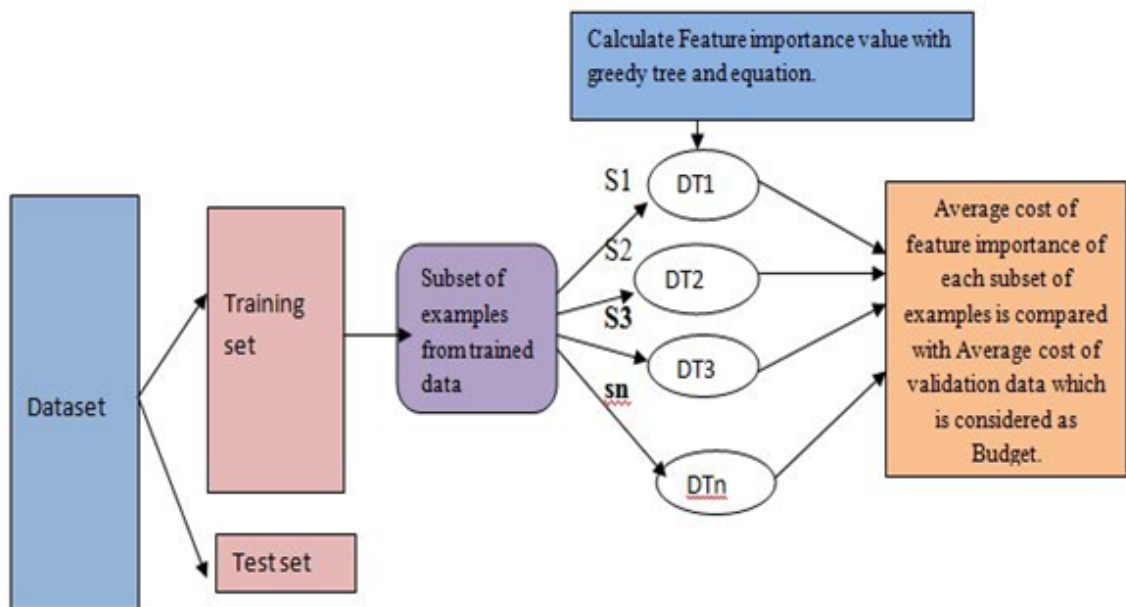 Calculate Feature importance value with
greedy tree and equation.
Dataset
Training
set
Test set
Subset of
examples
from trained
data
S1
S2
S3
sn
DT1
DT2
DT3
DTn
Average cost of
feature importance of
each subset of
examples is compared
with Average cost of
validation data which
is considered as
Budget.